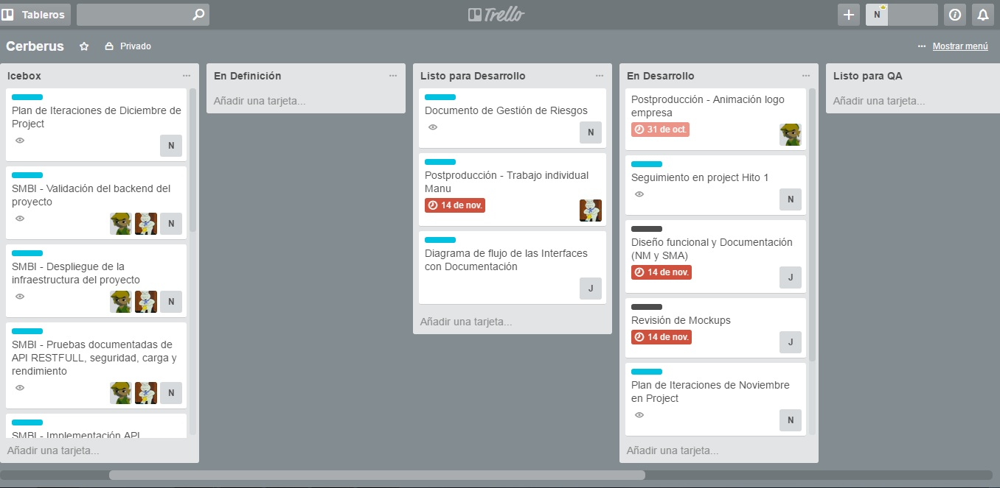 Tableros
Trello
N
Cerberus
Privado
Mostrar menú
Icebox
Plan de Iteraciones de Diciembre de
Project
N
SMBI - Validación del backend del
proyecto
N
SMBI - Despliegue de la
infraestructura del proyecto
N
SMBI - Pruebas documentadas de
API RESTFULL, seguridad, carga y
rendimiento
N
SMBI - Implementación API
Añadir una tarjeta...
En Definición
Añadir una tarjeta...
Listo para Desarrollo
Documento de Gestión de Riesgos
N
Postproducción - Trabajo individual
Manu
14 de nov.
Diagrama de flujo de las Interfaces
con Documentación
J
Añadir una tarjeta...
En Desarrollo
Postproducción - Animación logo
empresa
31 de oct.
Seguimiento en project Hito 1
N
Diseño funcional y Documentación
(NM y SMA)
14 de nov.
J
Revisión de Mockups
14 de nov.
J
Plan de Iteraciones de Noviembre
en Project
N
Añadir una tarjeta...
Listo para QA
Añadir una tarjeta...